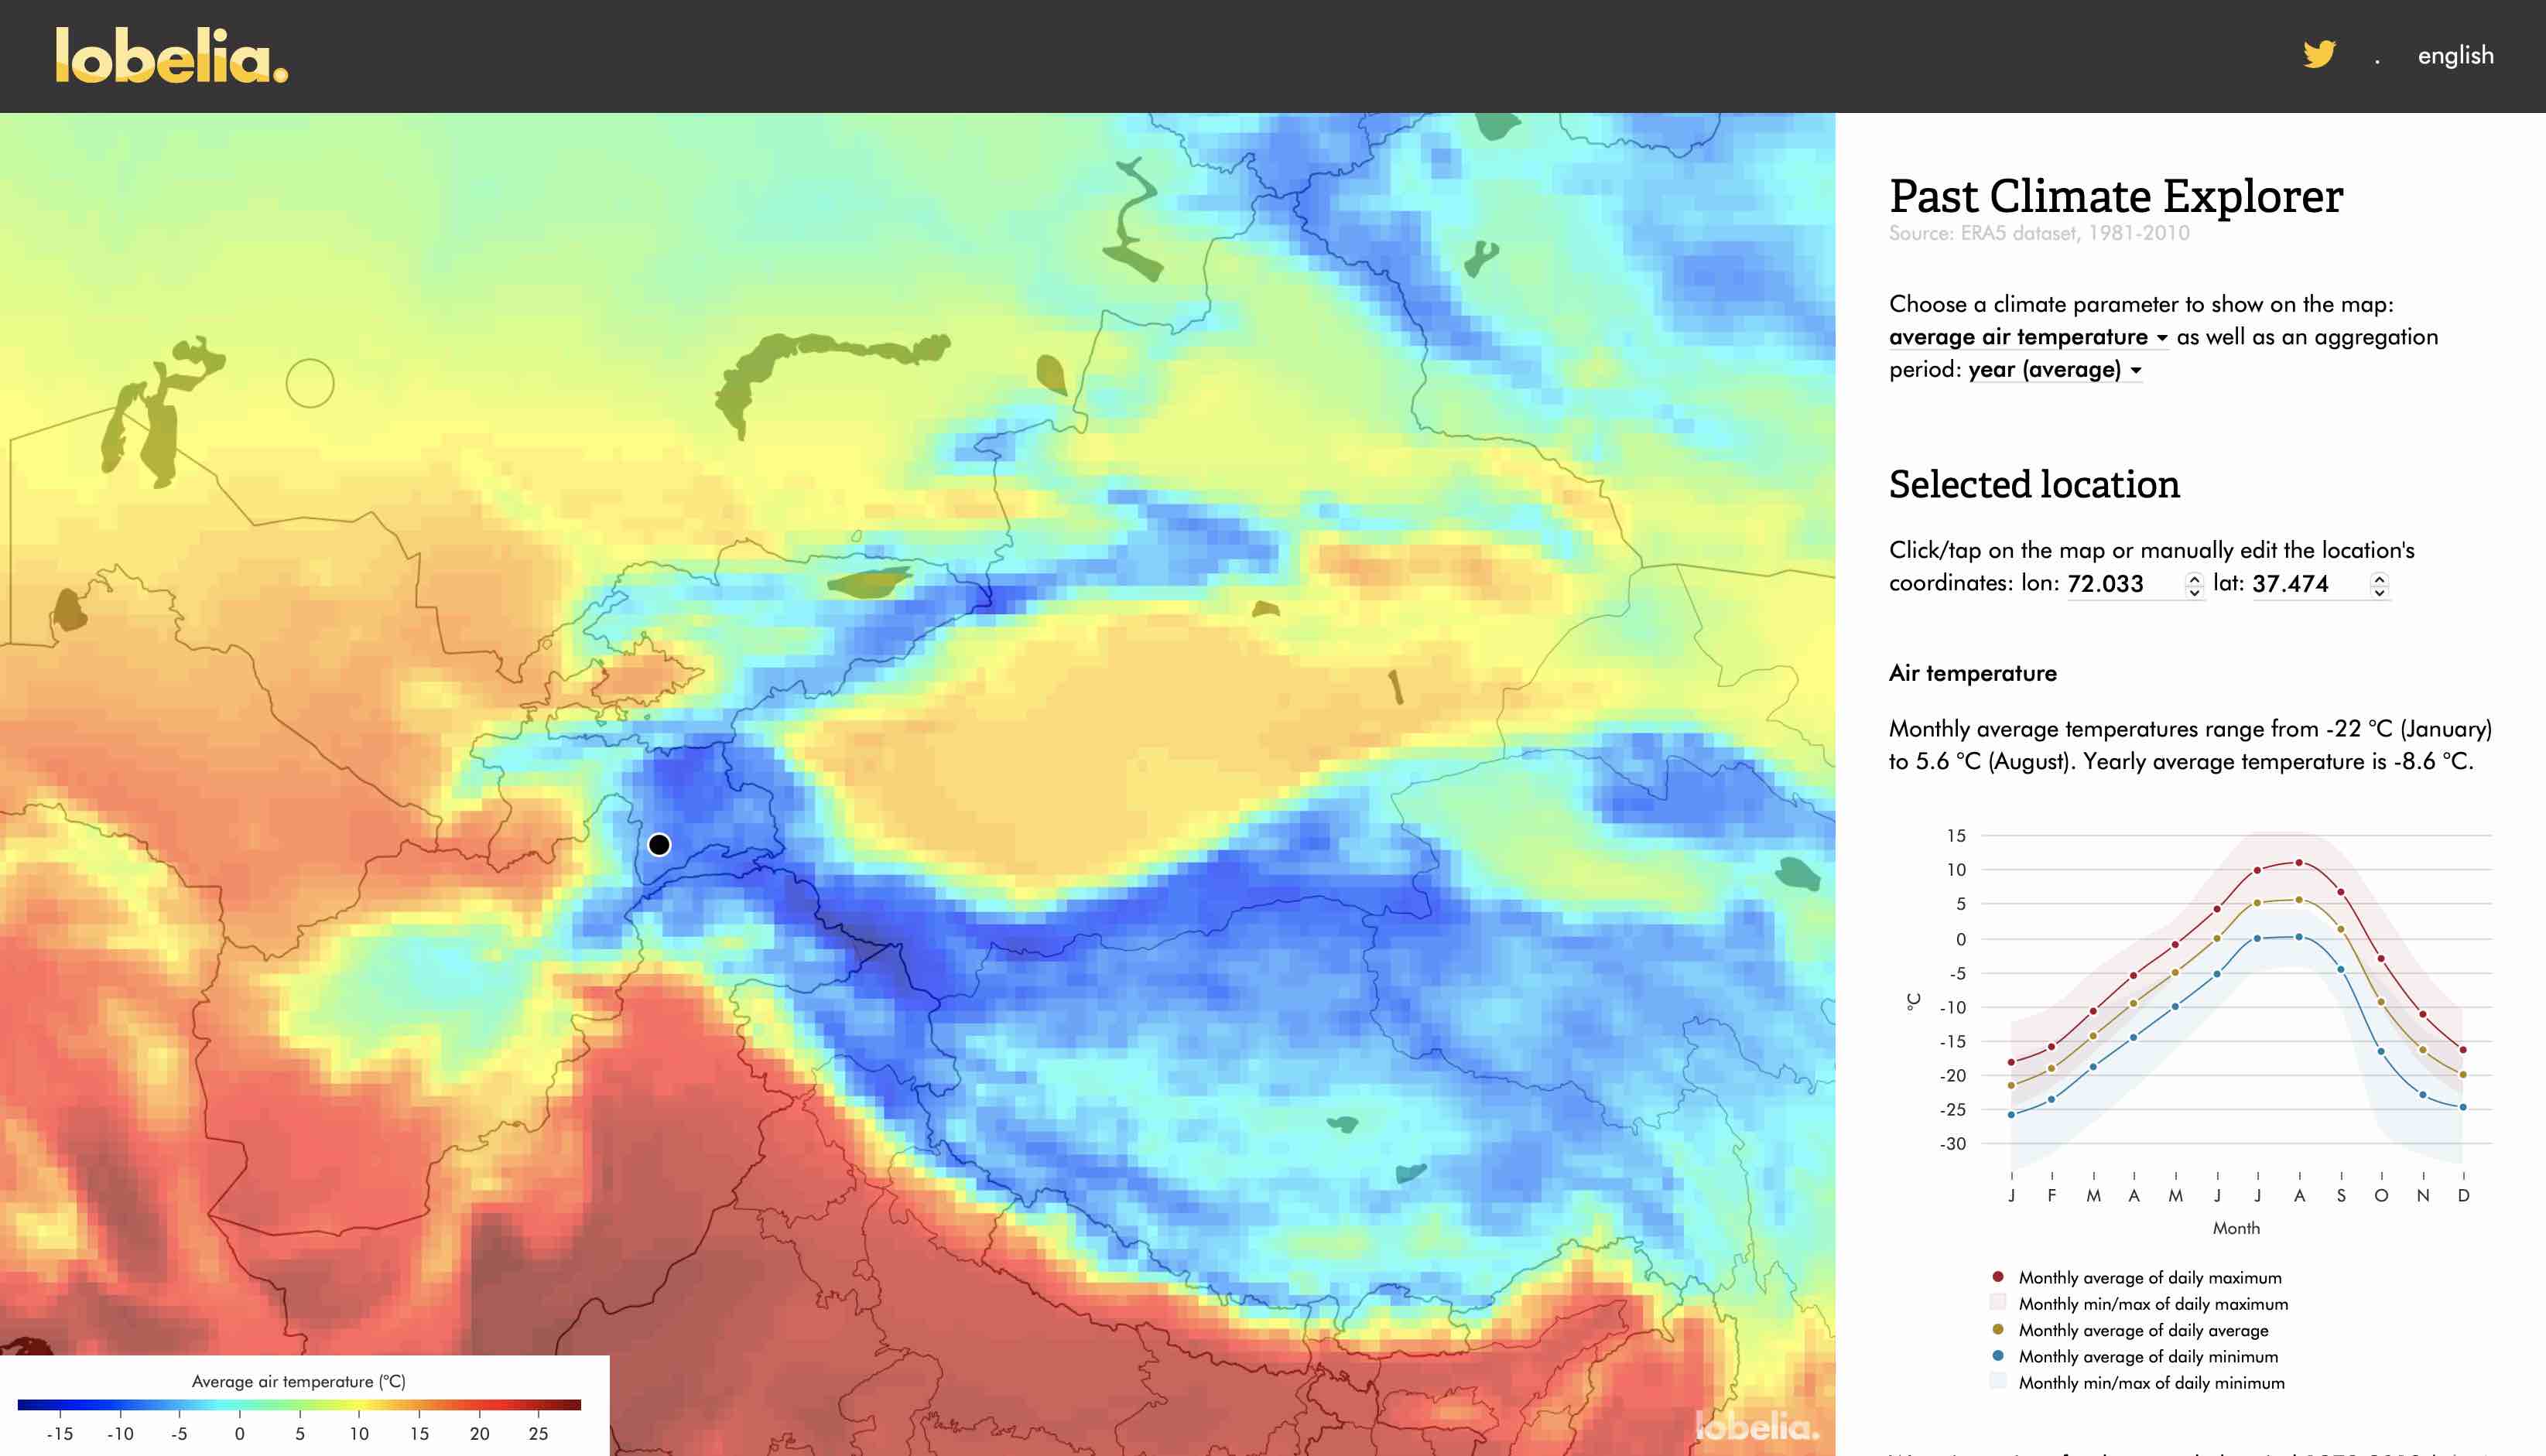 lobelia.
. english
Past Climate Explorer
Source: ERA5 dataset, 1981-2010
Choose a climate parameter to show on the map:
average air temperature as well as an aggregation
period: year (average)
Selected location
Click/tap on the map or manually edit the location's
coordinates: lon: 72.033 lat: 37.474
Air temperature
Monthly average temperatures range from -22 °C (January)
to 5.6 °C (August). Yearly average temperature is -8.6 °C.
15
10
5
0
-5
-10
-15
-20
-25
-30
°C
J F M A M J J A S O N D
Month
Monthly average of daily maximum
Monthly min/max of daily maximum
Monthly average of daily average
Monthly average of daily minimum
Monthly min/max of daily minimum
Average air temperature (°C)
-15 -10 -5 0 5 10 15 20 25
lobelia.